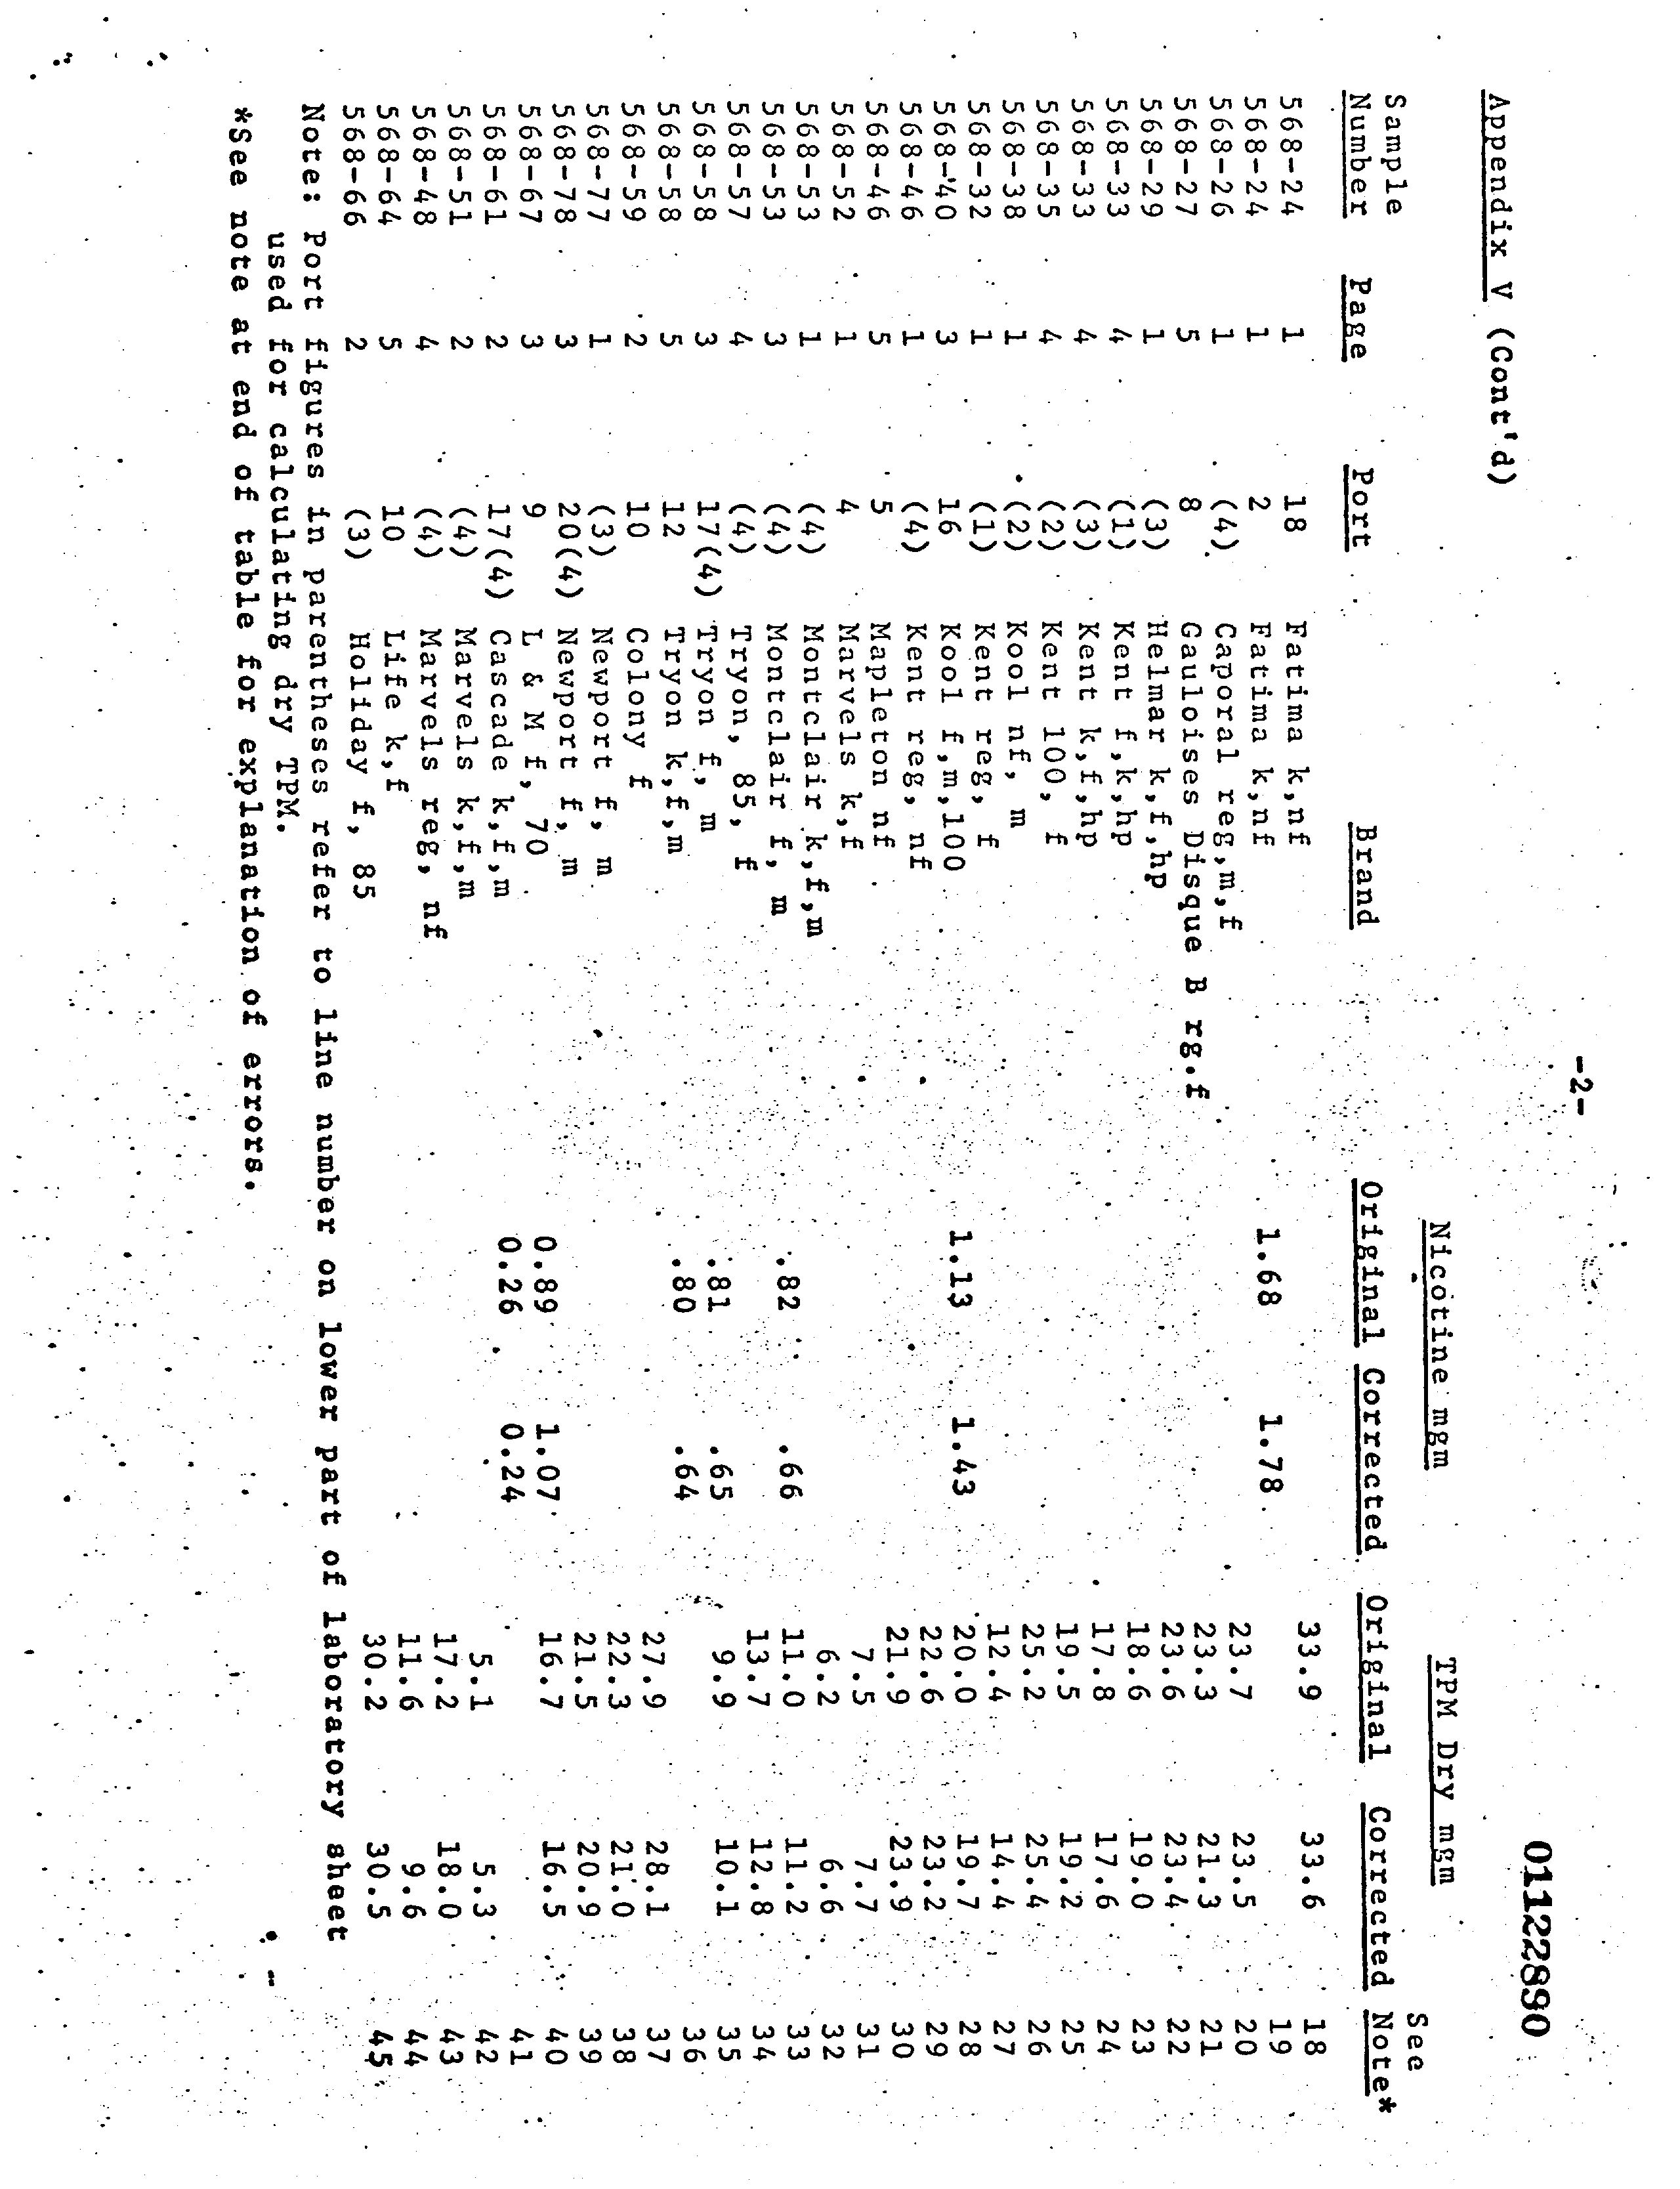 01122890
-2-
Appendix V (Cont'd)
Nicotine mgm TPM Dry mgm
Sample See
Number Page Port Brand Original Corrected Original Corrected Note*
568-24 1 18 Fatima k,nf 33.9 33.6 18
568-24 1 2 Fatima k,nf 1.68 1.78 19
568-26 1 (4) Caporal reg,m,f 23.7 23.5 20
568-27 5 8 Gauloises Disque B rg.f 23.3 21.3 21
568-29 1 (3) Helmar k,f,hp 23.6 23.4 22
568-33 4 (1) Kent f,k,hp 18.6 19.0 23
568-33 4 (3) Kent k,f,hp 17.8 17.6 24
568-35 4 (2) Kent 100, f 19.5 19.2 25
568-38 1 (2) Kool nf, m 25.2 25.4 26
568-32 1 (1) Kent reg, f 12.4 14.4 27
568-40 3 16 Kool f,m,100 1.13 1.43 20.0 19.7 28
568-46 1 (4) Kent reg, nf 22.6 23.2 29
568-46 5 5 Mapleton nf 21.9 23.9 30
568-52 1 4 Marvels k,f 7.5 7.7 31
568-53 1 (4) Montclair k,f,m 6.2 6.6 32
568-53 3 (4) Montclair f, m .82 .66 11.0 11.2 33
568-57 4 (4) Tryon, 85, f 13.7 12.8 34
568-58 3 17(4) Tryon f, m .81 .65 9.9 10.1 35
568-58 5 12 Tryon k,f,m .80 .64 36
568-59 2 10 Colony f 27.9 28.1 37
568-77 1 (3) Newport f, m 22.3 21.0 38
568-78 3 20(4) Newport f, m 21.5 20.9 39
568-67 3 9 L & M f, 70 0.89 1.07 16.7 16.5 40
568-61 2 17(4) Cascade k,f,m 0.26 0.24 41
568-51 2 (4) Marvels k,f,m 5.1 5.3 42
568-48 4 (4) Marvels reg, nf 17.2 18.0 43
568-64 5 10 Life k,f 11.6 9.6 44
568-66 2 (3) Holiday f, 85 30.2 30.5 45
Note: Port figures in parentheses refer to line number on lower part of laboratory sheet
used for calculating dry TPM.
*See note at end of table for explanation of errors.